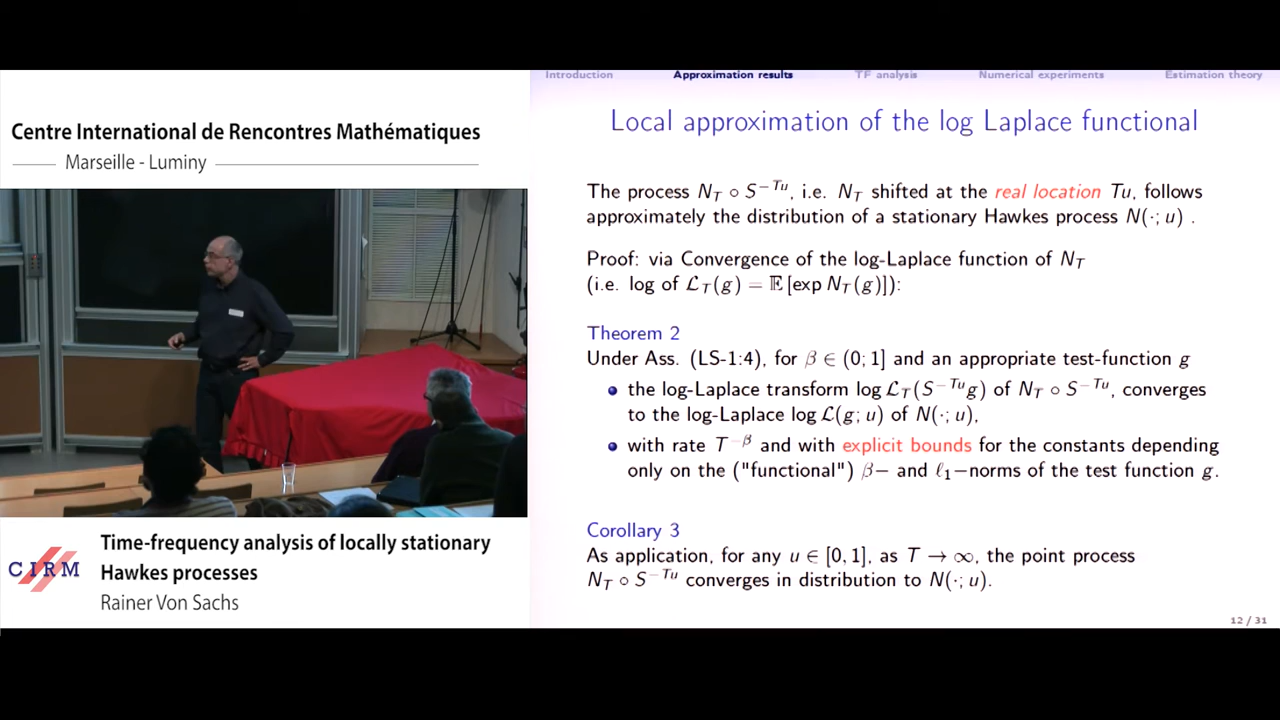 Centre International de Rencontres Mathématiques
Marseille - Luminy
CIRM
Time-frequency analysis of locally stationary
Hawkes processes
Rainer Von Sachs
Introduction Approximation results TF analysis Numerical experiments Estimation theory
Local approximation of the log Laplace functional
The process N_T ∘ S^{-Tu}, i.e. N_T shifted at the real location Tu, follows
approximately the distribution of a stationary Hawkes process N(·; u) .
Proof: via Convergence of the log-Laplace function of N_T
(i.e. log of ℒ_T(g) = 𝔼 [exp N_T(g)]):
Theorem 2
Under Ass. (LS-1:4), for β ∈ (0; 1] and an appropriate test-function g
• the log-Laplace transform log ℒ_T(S^{-Tu}g) of N_T ∘ S^{-Tu}, converges
to the log-Laplace log ℒ(g; u) of N(·; u),
• with rate T^{-β} and with explicit bounds for the constants depending
only on the ("functional") β− and ℓ_1−norms of the test function g.
Corollary 3
As application, for any u ∈ [0, 1], as T → ∞, the point process
N_T ∘ S^{-Tu} converges in distribution to N(·; u).
12 / 31